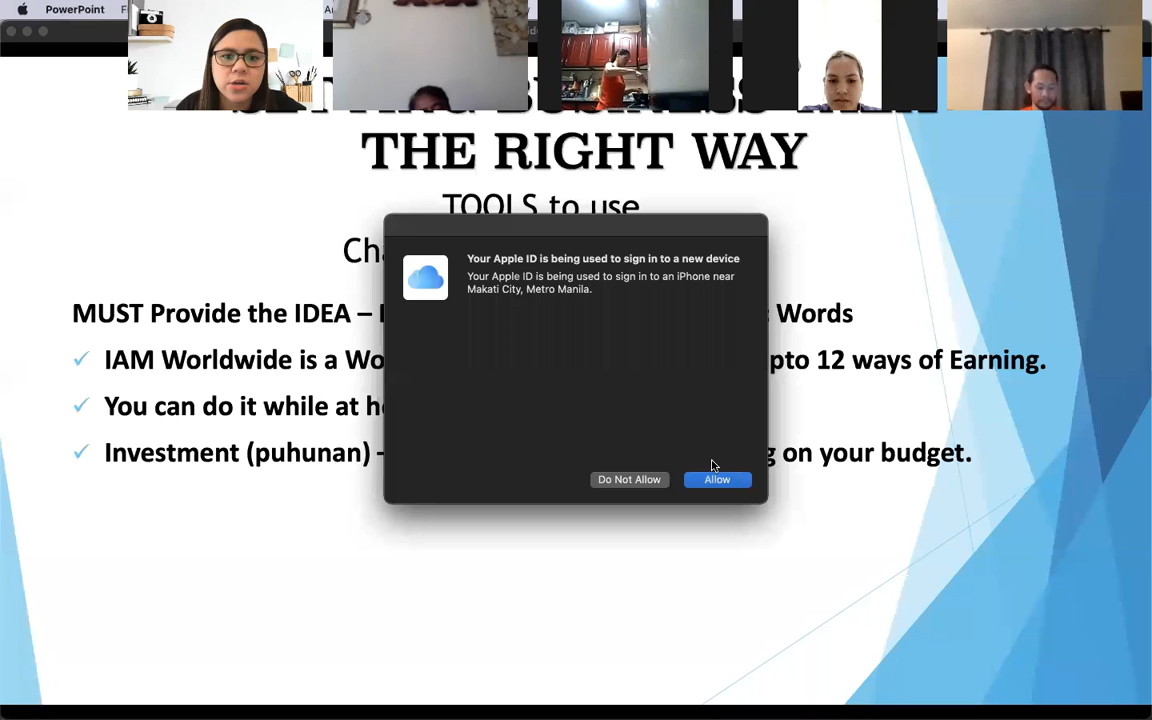 PowerPoint
THE RIGHT WAY
TOOLS to use
Your Apple ID is being used to sign in to a new device
Your Apple ID is being used to sign in to an iPhone near
Makati City, Metro Manila.
MUST Provide the IDEA – Words
IAM Worldwide is a 12 ways of Earning.
You can do it while at
Investment (puhunan) - on your budget.
Do Not Allow
Allow